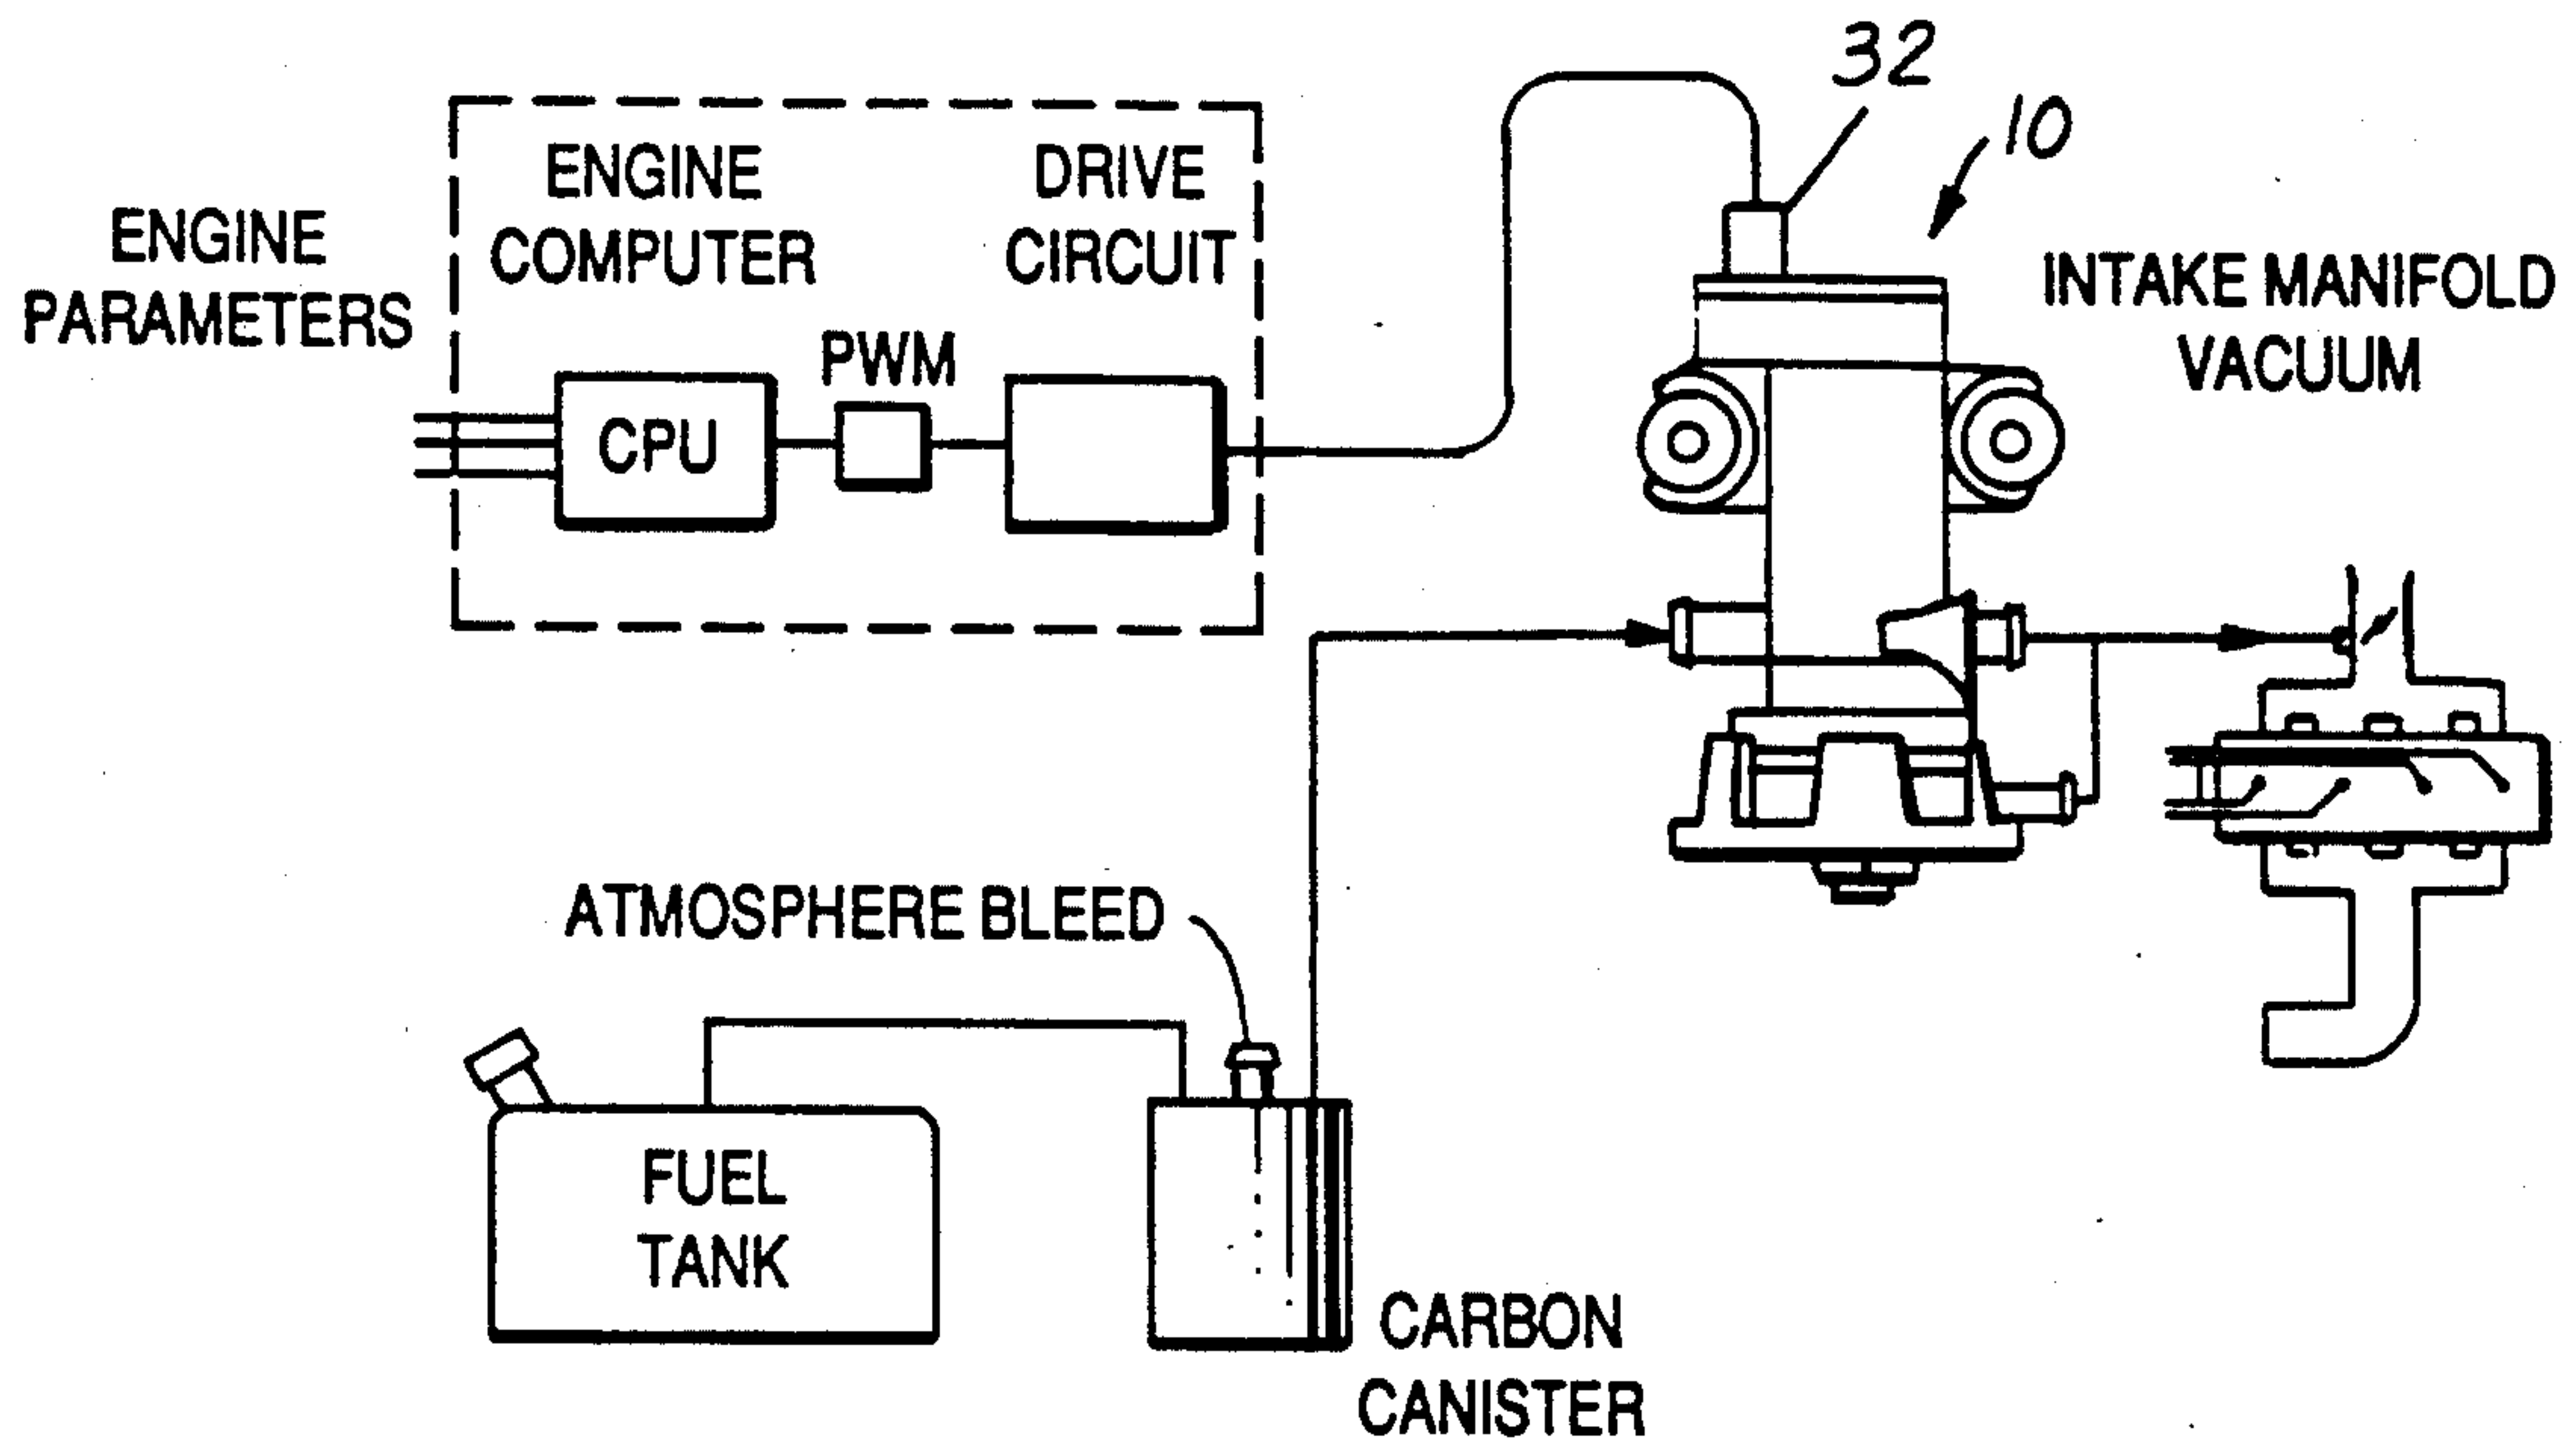 32
10
ENGINE
COMPUTER
DRIVE
CIRCUIT
ENGINE
PARAMETERS
INTAKE MANIFOLD
VACUUM
PWM
CPU
ATMOSPHERE BLEED
FUEL
TANK
CARBON
CANISTER